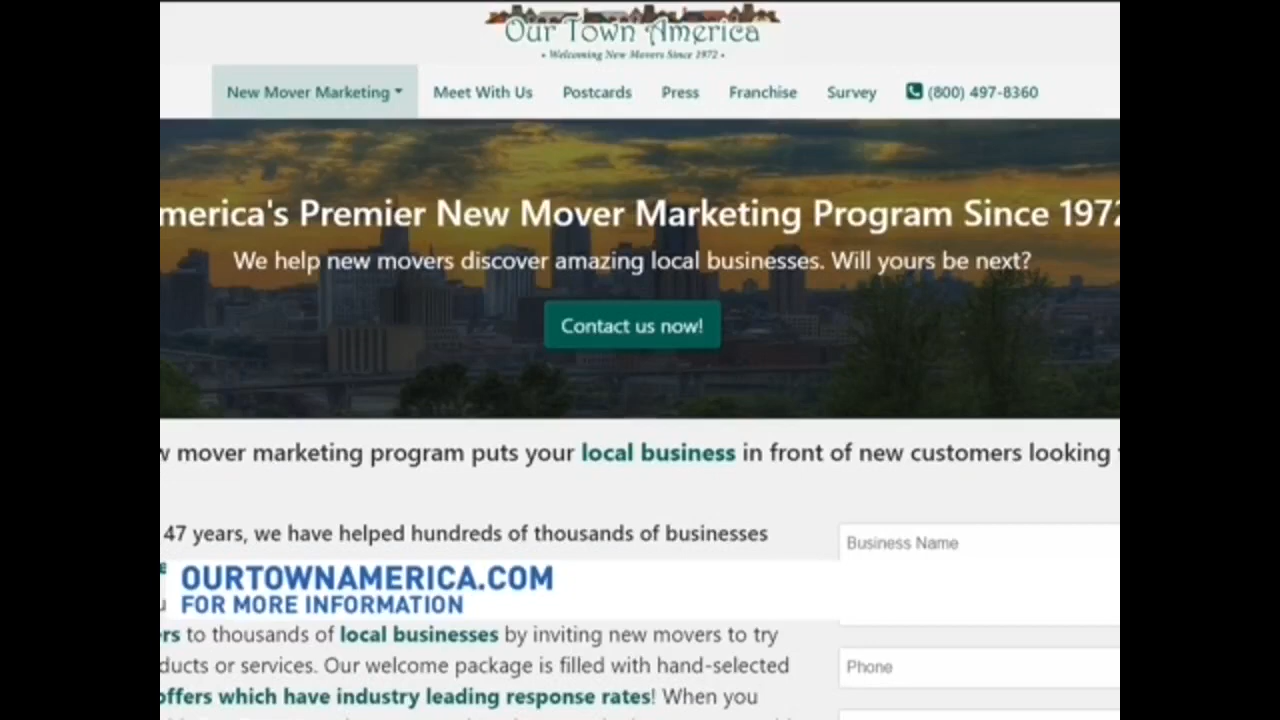 Our Town America
• Welcoming New Movers Since 1972 •
New Mover Marketing Meet With Us Postcards Press Franchise Survey (800) 497-8360
merica's Premier New Mover Marketing Program Since 1972
We help new movers discover amazing local businesses. Will yours be next?
Contact us now!
w mover marketing program puts your local business in front of new customers looking
47 years, we have helped hundreds of thousands of businesses
Business Name
OURTOWNAMERICA.COM
FOR MORE INFORMATION
ers to thousands of local businesses by inviting new movers to try
ducts or services. Our welcome package is filled with hand-selected
Phone
offers which have industry leading response rates! When you